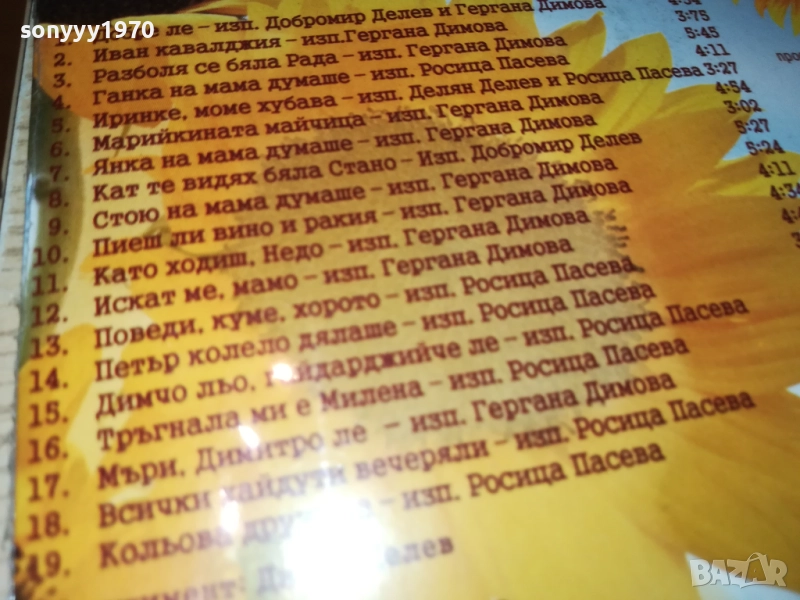 sonyyy1970
1. ле – изп. Добромир Делев и Гергана Димова
2. Иван кавалджия – изп.Гергана Димова 3:75
3. Разболя се бяла Рада – изп. Гергана Димова 5:45
4. Ганка на мама думаше – изп. Росица Пасева 4:11
5. Иринке, моме хубава – изп. Делян Делев и Росица Пасева 3:27
6. Марийкината майчица – изп. Гергана Димова 4:54
7. Янка на мама думаше – изп. Гергана Димова 3:02
8. Кат те видях бяла Стано – Изп. Добромир Делев 5:27
9. Стою на мама думаше – изп. Гергана Димова 5:24
10. Пиеш ли вино и ракия – изп. Гергана Димова 4:11
11. Като ходиш, Недо – изп. Гергана Димова 4:34
12. Искат ме, мамо – изп. Гергана Димова
13. Поведи, куме, хорото – изп. Росица Пасева
14. Петър колело дялаше – изп. Росица Пасева
15. Димчо льо, гайдарджийче ле – изп. Росица Пасева
16. Тръгнала ми е Милена – изп. Росица Пасева
17. Мъри, Димитро ле – изп. Гергана Димова
18. Всички хайдути вечеряли – изп. Росица Пасева
19. Кольова – изп. Росица Пасева
BAZAR